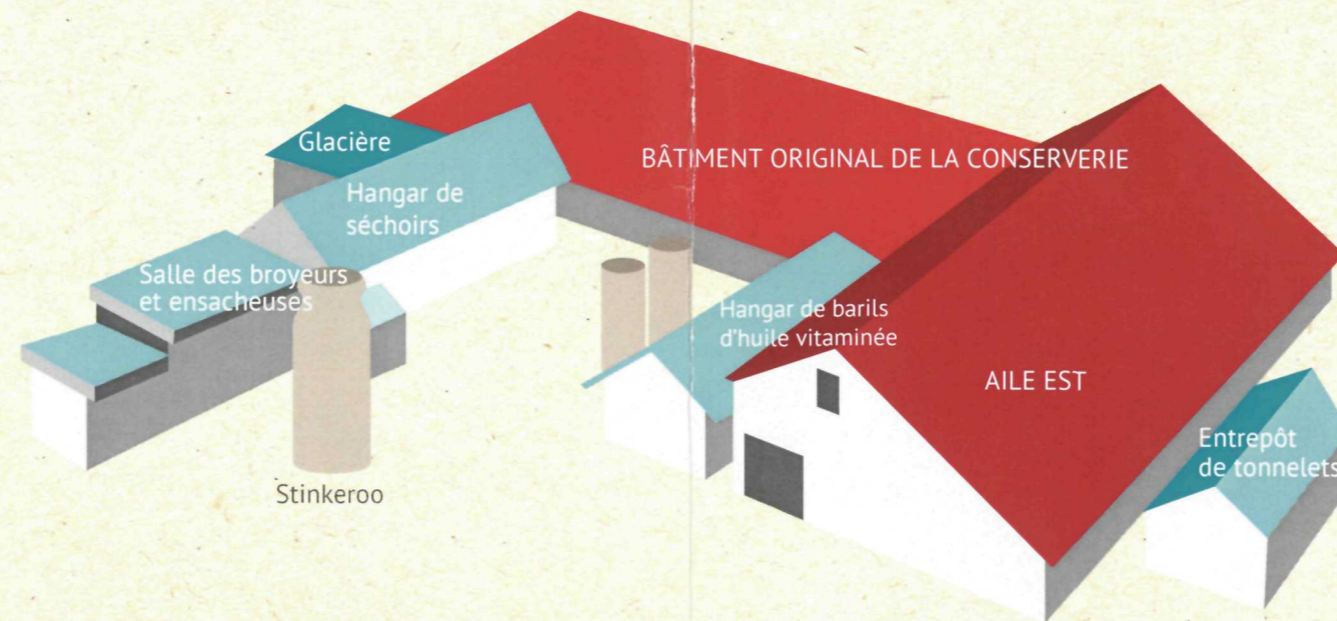 Glacière
BÂTIMENT ORIGINAL DE LA CONSERVERIE
Hangar de
séchoirs
Salle des broyeurs
et ensacheuses
Hangar de barils
d'huile vitaminée
AILE EST
Entrepôt
de tonnelets
Stinkeroo